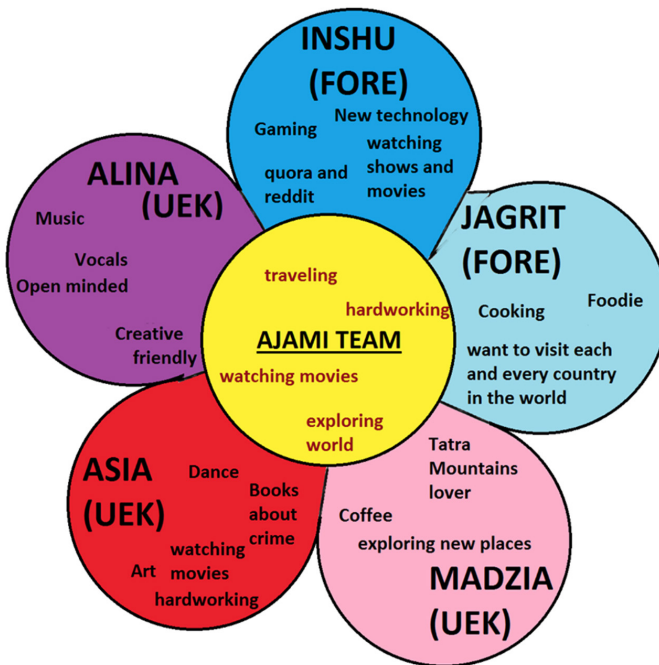 INSHU
(FORE)
Gaming
New technology
watching
shows and
movies
quora and
reddit
ALINA
(UEK)
Music
Vocals
Open minded
Creative
friendly
JAGRIT
(FORE)
Cooking
Foodie
want to visit each
and every country
in the world
traveling
hardworking
AJAMI TEAM
watching movies
exploring
world
ASIA
(UEK)
Dance
Books
about
crime
Art
watching
movies
hardworking
Tatra
Mountains
lover
Coffee
exploring new places
MADZIA
(UEK)